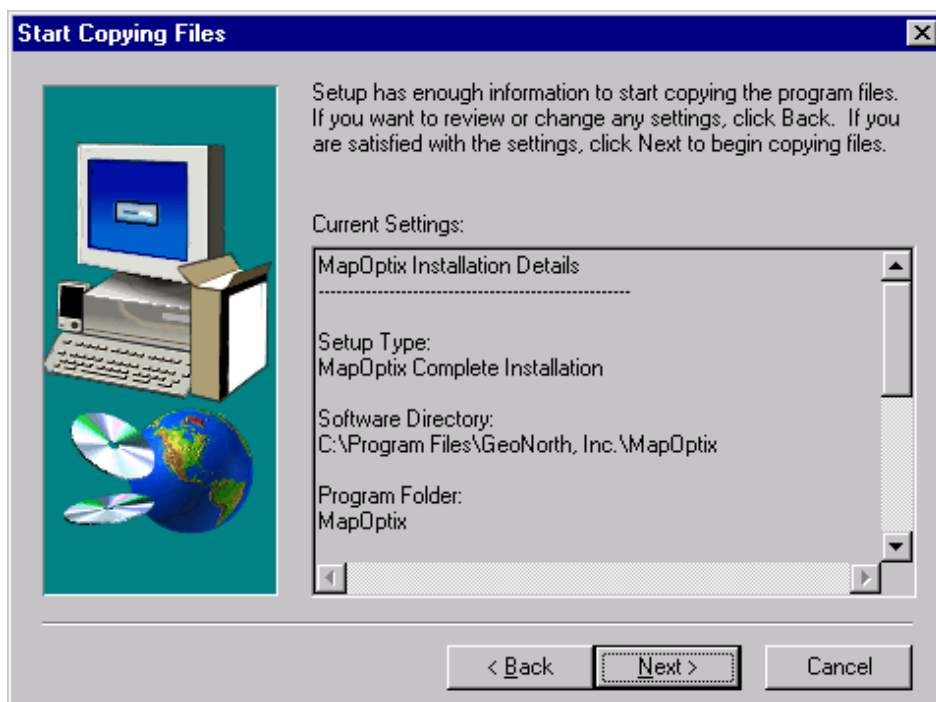 Start Copying Files
Setup has enough information to start copying the program files.
If you want to review or change any settings, click Back.  If you
are satisfied with the settings, click Next to begin copying files.
Current Settings:
MapOptix Installation Details
----------------------------------------------------
Setup Type:
MapOptix Complete Installation
Software Directory:
C:\Program Files\GeoNorth, Inc.\MapOptix
Program Folder:
MapOptix
< Back
Next >
Cancel